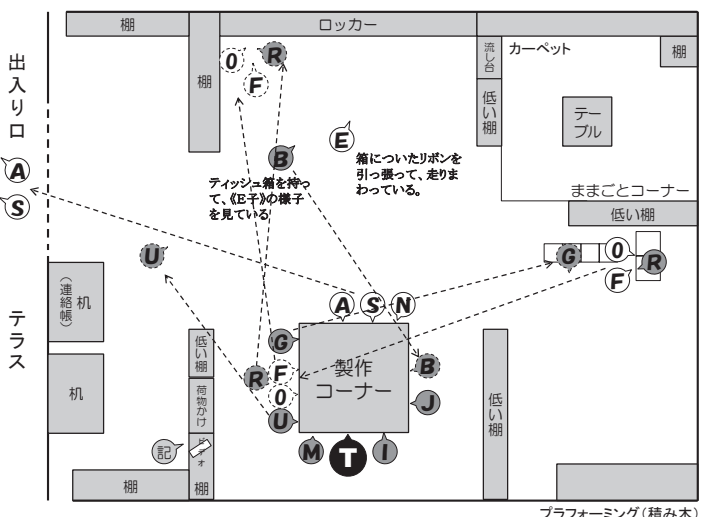 棚
ロッカー
流し台
カーペット
棚
出入り口
棚
O
R
F
低い棚
テー
ブル
E
B
箱についたリボンを
引っ張って、走りま
わっている。
ティッシュ箱を持っ
て、《E子》の様子
を見ている
A
S
ままごとコーナー
低い棚
U
G
O
R
F
机
(連絡帳)
A
S
N
テラス
低い棚
G
F
O
R
U
製作
コーナー
B
J
低い棚
机
荷物かけ
記
ビデオ
M
T
I
棚
棚
プラフォーミング(積み木)